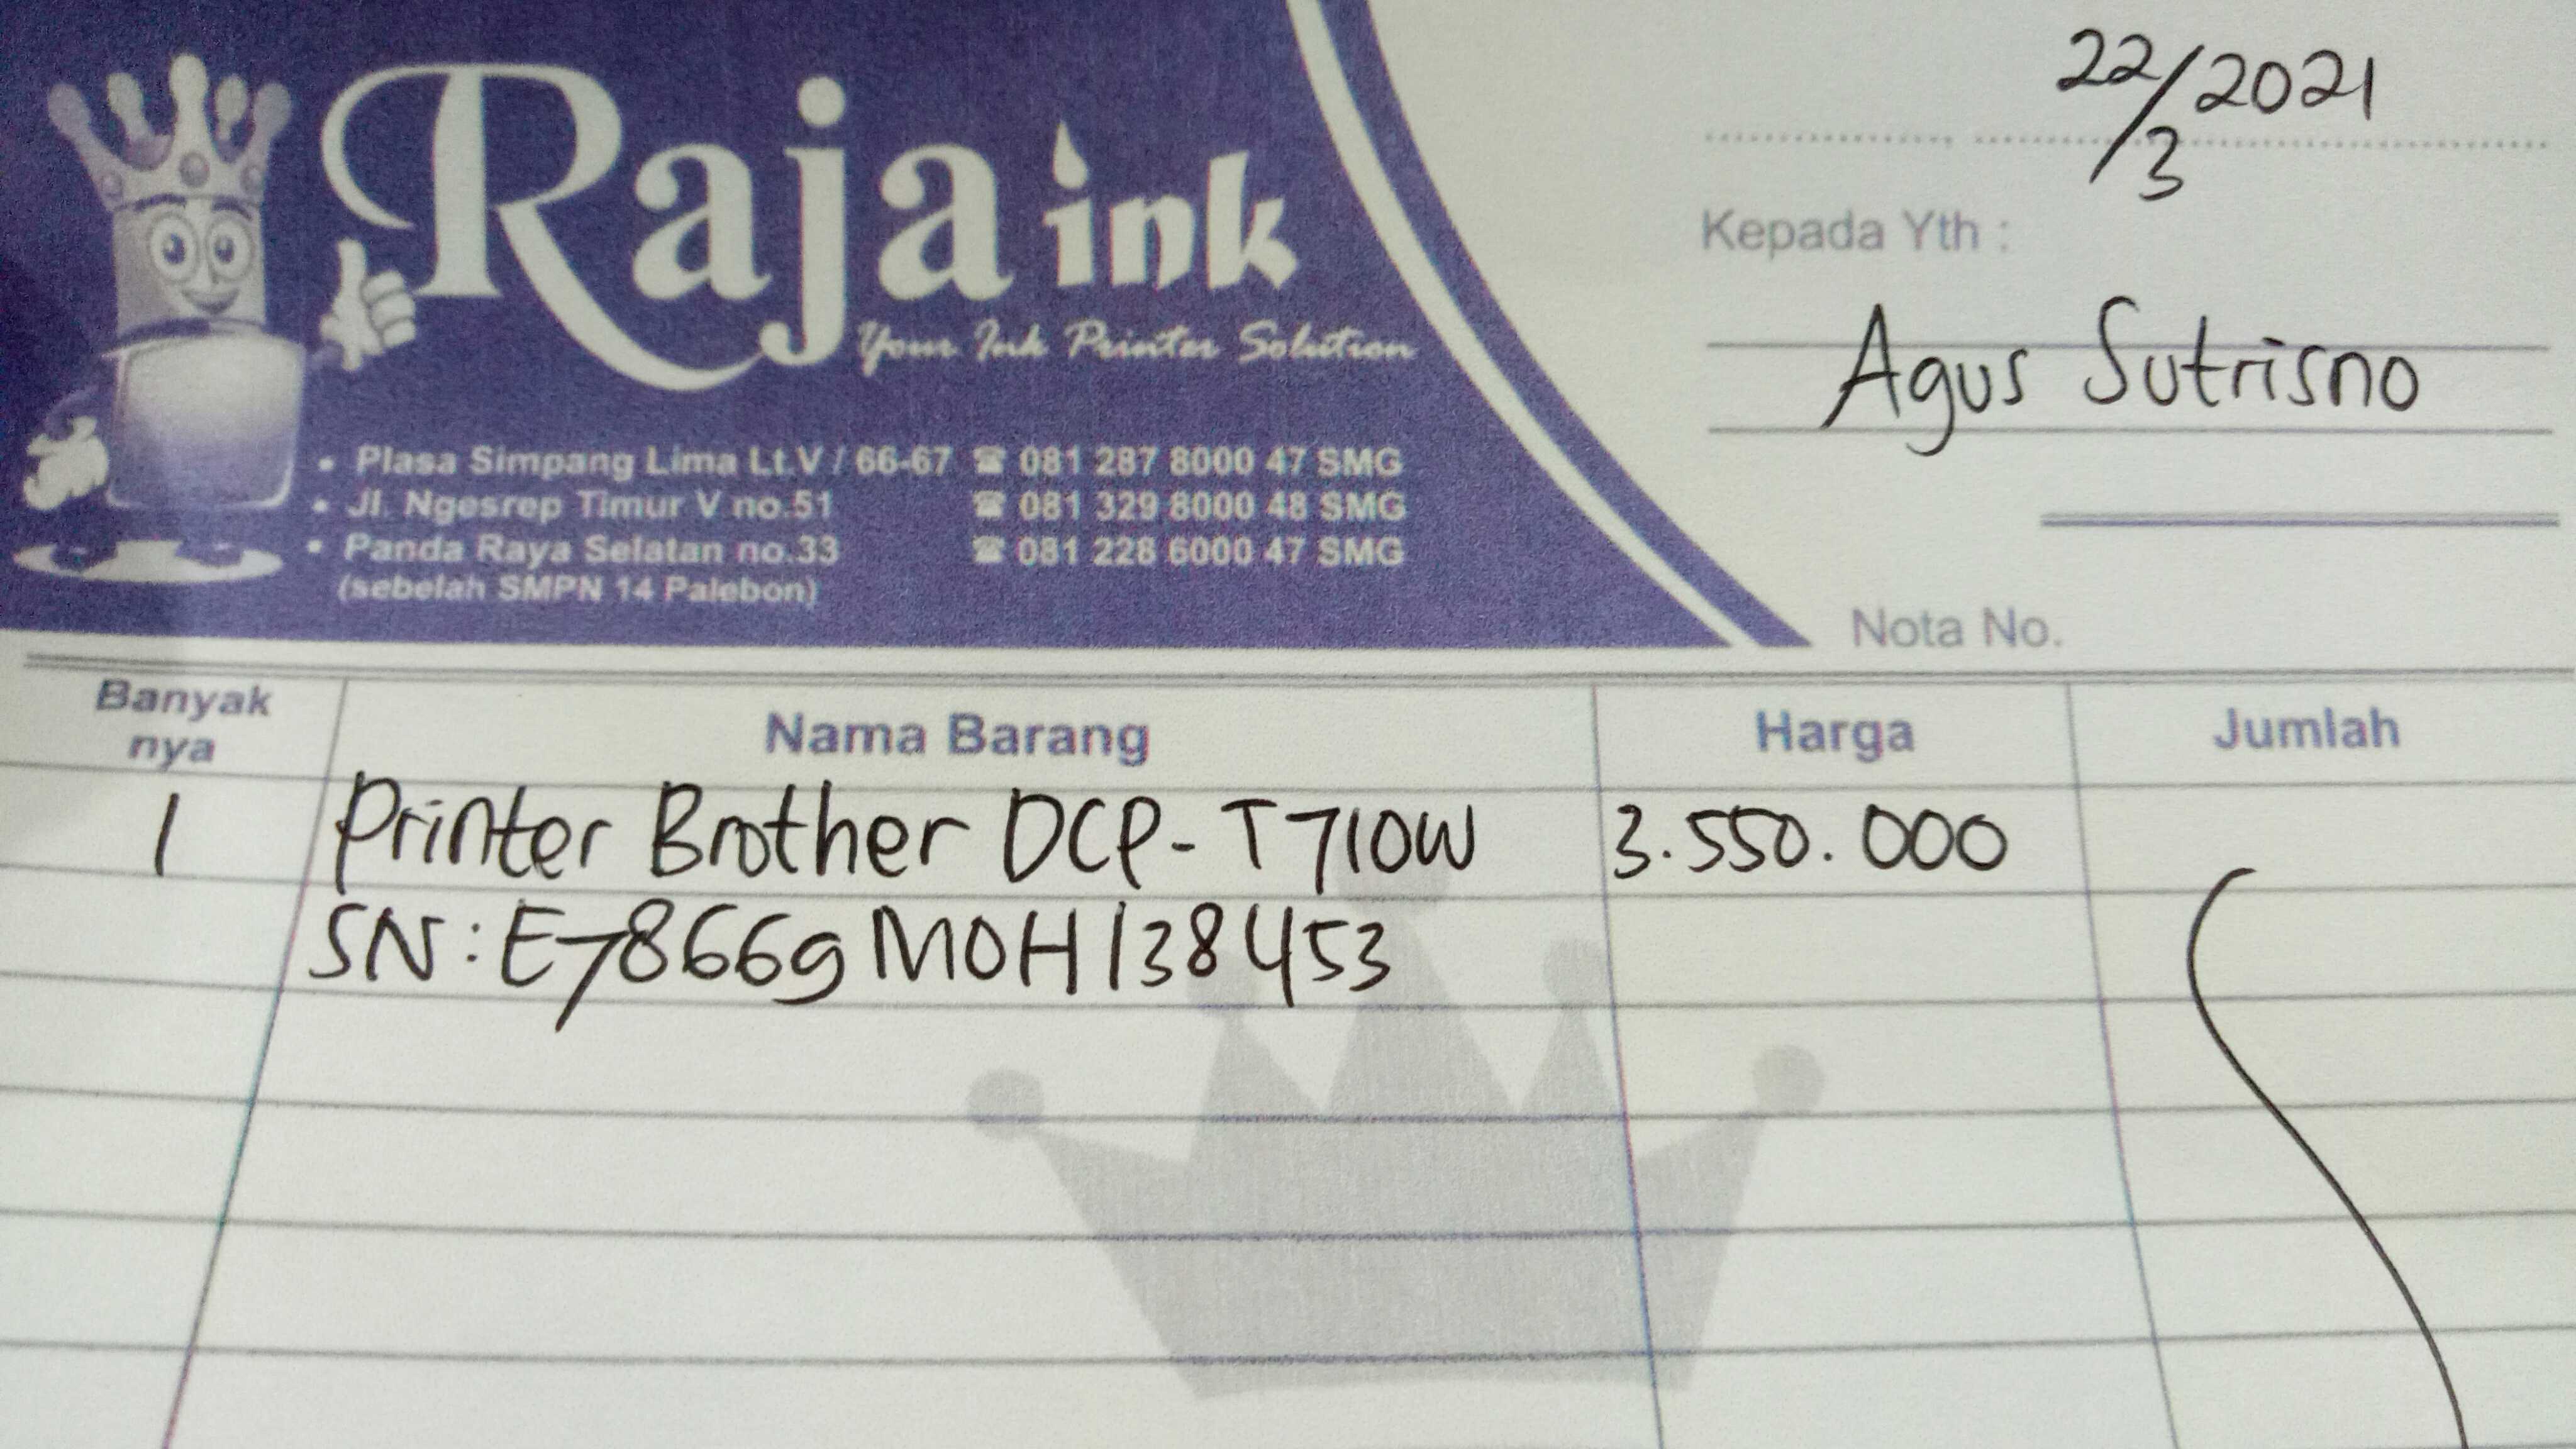 22/3 2021
Raja ink
Your Ink Printer Solution
Kepada Yth :
Agus Sutrisno
• Plasa Simpang Lima Lt.V / 66-67 ☎ 081 287 8000 47 SMG
• Jl. Ngesrep Timur V no.51 ☎ 081 329 8000 48 SMG
• Panda Raya Selatan no.33 ☎ 081 228 6000 47 SMG
(sebelah SMPN 14 Palebon)
Nota No.
Banyak nya Nama Barang Harga Jumlah
1 Printer Brother DCP-T710W 3.550.000
SN: E78669M0H138453